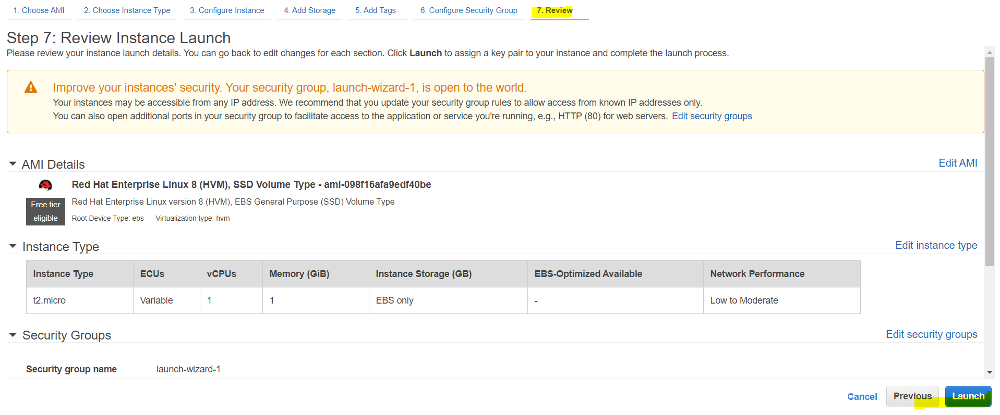 1. Choose AMI 2. Choose Instance Type 3. Configure Instance 4. Add Storage 5. Add Tags 6. Configure Security Group 7. Review
Step 7: Review Instance Launch
Please review your instance launch details. You can go back to edit changes for each section. Click Launch to assign a key pair to your instance and complete the launch process.
Improve your instances' security. Your security group, launch-wizard-1, is open to the world.
Your instances may be accessible from any IP address. We recommend that you update your security group rules to allow access from known IP addresses only.
You can also open additional ports in your security group to facilitate access to the application or service you're running, e.g., HTTP (80) for web servers. Edit security groups
AMI Details Edit AMI
Red Hat Enterprise Linux 8 (HVM), SSD Volume Type - ami-098f16afa9edf40be
Free tier
eligible
Red Hat Enterprise Linux version 8 (HVM), EBS General Purpose (SSD) Volume Type
Root Device Type: ebs Virtualization type: hvm
Instance Type Edit instance type
Instance Type ECUs vCPUs Memory (GiB) Instance Storage (GB) EBS-Optimized Available Network Performance
t2.micro Variable 1 1 EBS only - Low to Moderate
Security Groups Edit security groups
Security group name launch-wizard-1
Cancel Previous Launch